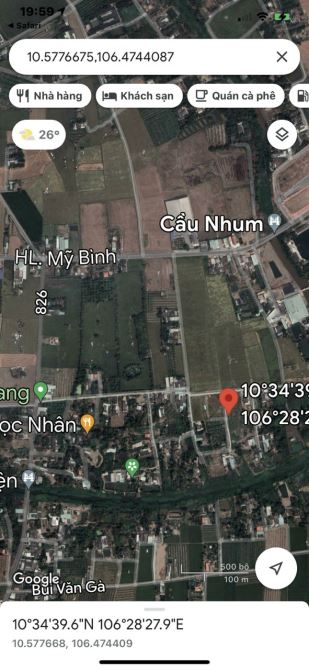 19:59
Safari
10.5776675,106.4744087
Nhà hàng
Khách sạn
Quán cà phê
26°
Cầu Nhum
HL. Mỹ Bình
826
ang
10°34'39
106°28'2
ọc Nhân
ện
500 bộ
100 m
Google
Bùi Văn Gà
10°34'39.6"N 106°28'27.9"E
10.577668, 106.474409